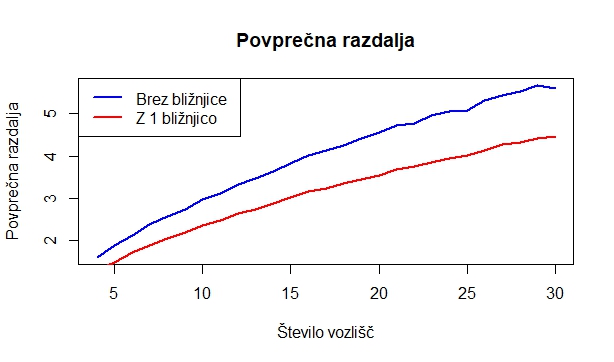 Povprečna razdalja
Brez bližnjice
Z 1 bližnjico
Povprečna razdalja
5
4
3
2
5 10 15 20 25 30
Število vozlišč